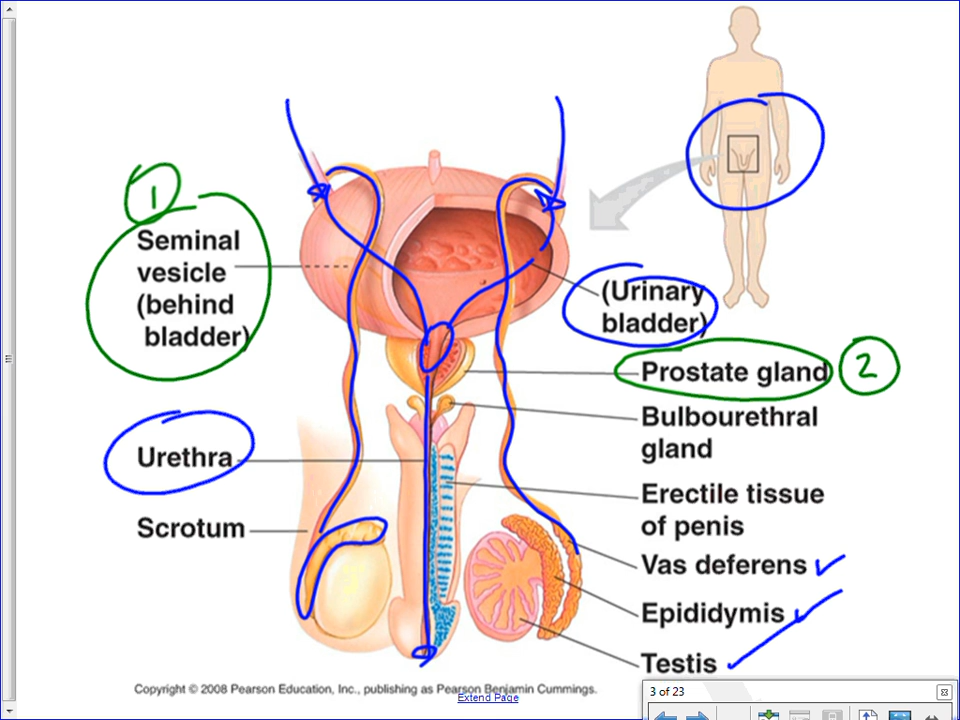 1
Seminal
vesicle
(behind
bladder)
Urethra
Scrotum
(Urinary
bladder)
Prostate gland 2
Bulbourethral
gland
Erectile tissue
of penis
Vas deferens
Epididymis
Testis
Copyright © 2008 Pearson Education, Inc., publishing as Pearson Benjamin Cummings.
Extend Page
3 of 23